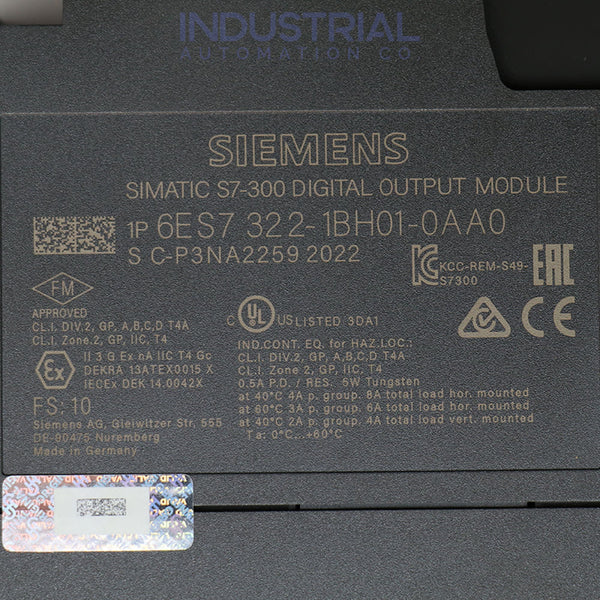 INDUSTRIAL
AUTOMATION CO
SIEMENS
SIMATIC S7-300 DIGITAL OUTPUT MODULE
1P 6ES7 322-1BH01-0AA0
S C-P3NA2259 2022
KCC-REM-S49-
S7300
EAC
FM
APPROVED
CL.I, DIV.2, GP, A,B,C,D T4A
CL.I, Zone.2, GP, IIC, T4
Ex
II 3 G Ex nA IIC T4 Gc
DEKRA 13ATEX0015 X
IECEx DEK 14.0042X
FS: 10
Siemens AG, Gleiwitzer Str, 555
DE-90475 Nuremberg
Made in Germany
C UL US LISTED 3DA1
IND.CONT. EQ. for HAZ.LOC.:
CL.I, DIV.2, GP, A,B,C,D T4A
CL.I, Zone 2, GP, IIC, T4
0.5A P.D. / RES. 5W Tungsten
at 40°C 4A p. group. 8A total load hor. mounted
at 60°C 3A p. group. 6A total load hor. mounted
at 40°C 2A p. group. 4A total load vert. mounted
Ta: 0°C...+60°C
CE
VALID